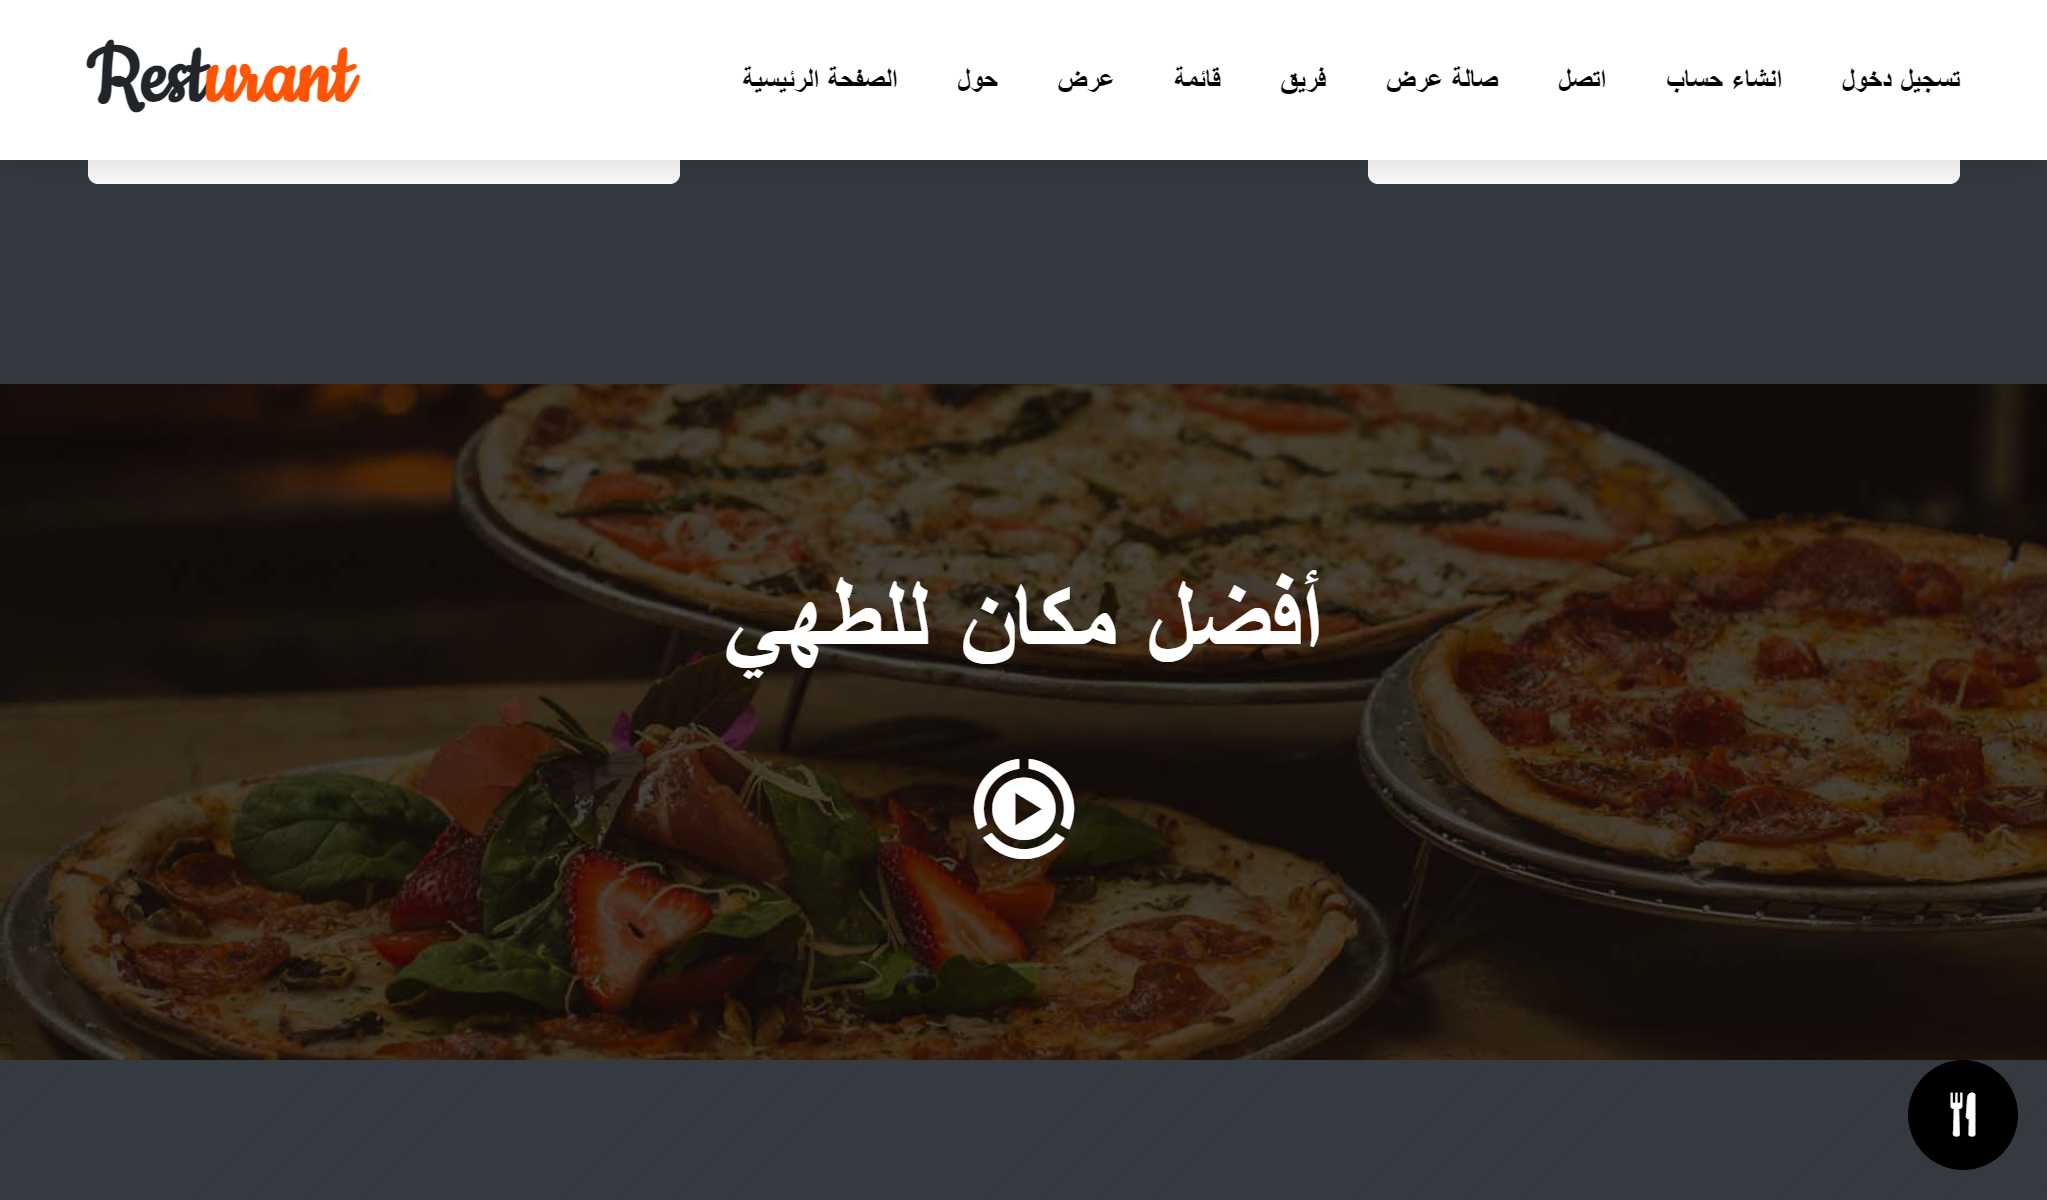 Resturant
الصفحة الرئيسية
حول
عرض
قائمة
فريق
صالة عرض
اتصل
انشاء حساب
تسجيل دخول
أفضل مكان للطهي